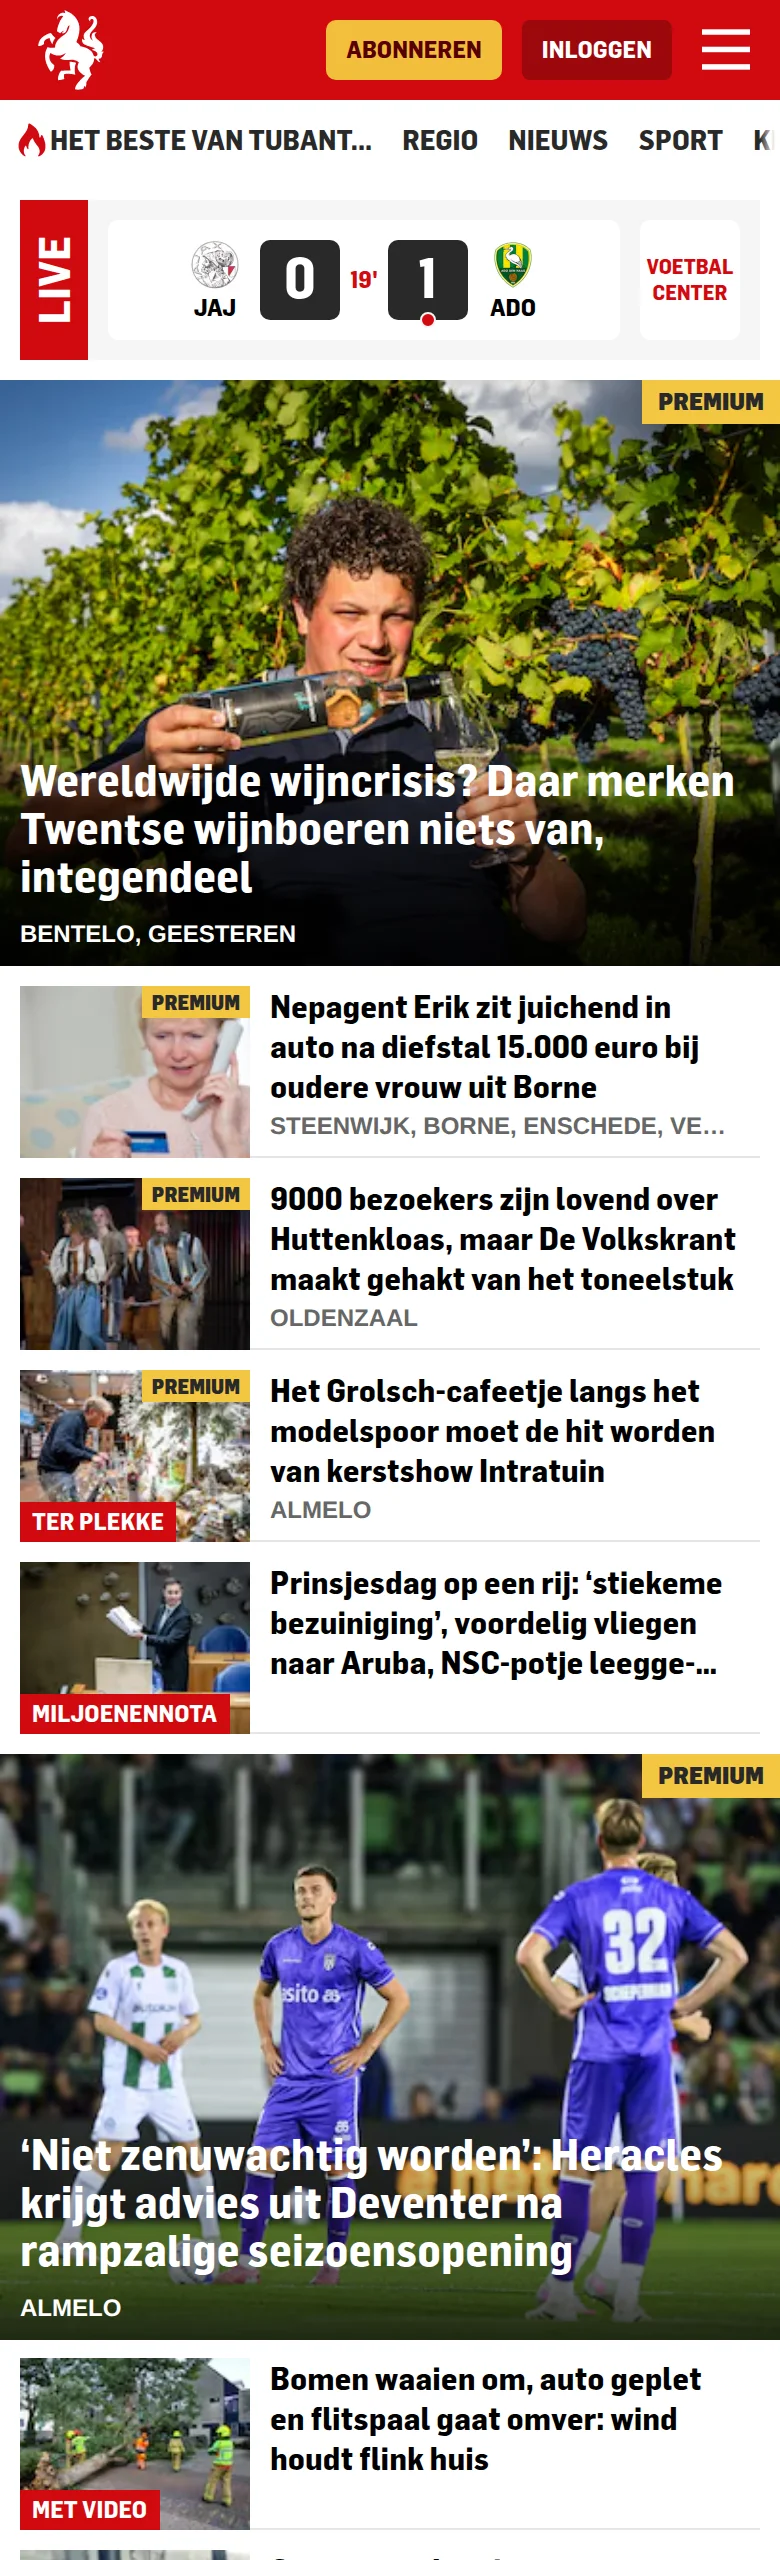 ABONNEREN
INLOGGEN
HET BESTE VAN TUBANT... REGIO NIEUWS SPORT
LIVE
JAJ
0
19'
1
ADO
VOETBAL
CENTER
PREMIUM
Wereldwijde wijncrisis? Daar merken
Twentse wijnboeren niets van,
integendeel
BENTELO, GEESTEREN
PREMIUM
Nepagent Erik zit juichend in
auto na diefstal 15.000 euro bij
oudere vrouw uit Borne
STEENWIJK, BORNE, ENSCHEDE, VE...
PREMIUM
9000 bezoekers zijn lovend over
Huttenkloas, maar De Volkskrant
maakt gehakt van het toneelstuk
OLDENZAAL
PREMIUM
TER PLEKKE
Het Grolsch-cafeetje langs het
modelspoor moet de hit worden
van kerstshow Intratuin
ALMELO
MILJOENENNOTA
Prinsjesdag op een rij: ‘stiekeme
bezuiniging’, voordelig vliegen
naar Aruba, NSC-potje leegge-...
PREMIUM
32
asito
‘Niet zenuwachtig worden’: Heracles
krijgt advies uit Deventer na
rampzalige seizoensopening
ALMELO
MET VIDEO
Bomen waaien om, auto geplet
en flitspaal gaat omver: wind
houdt flink huis